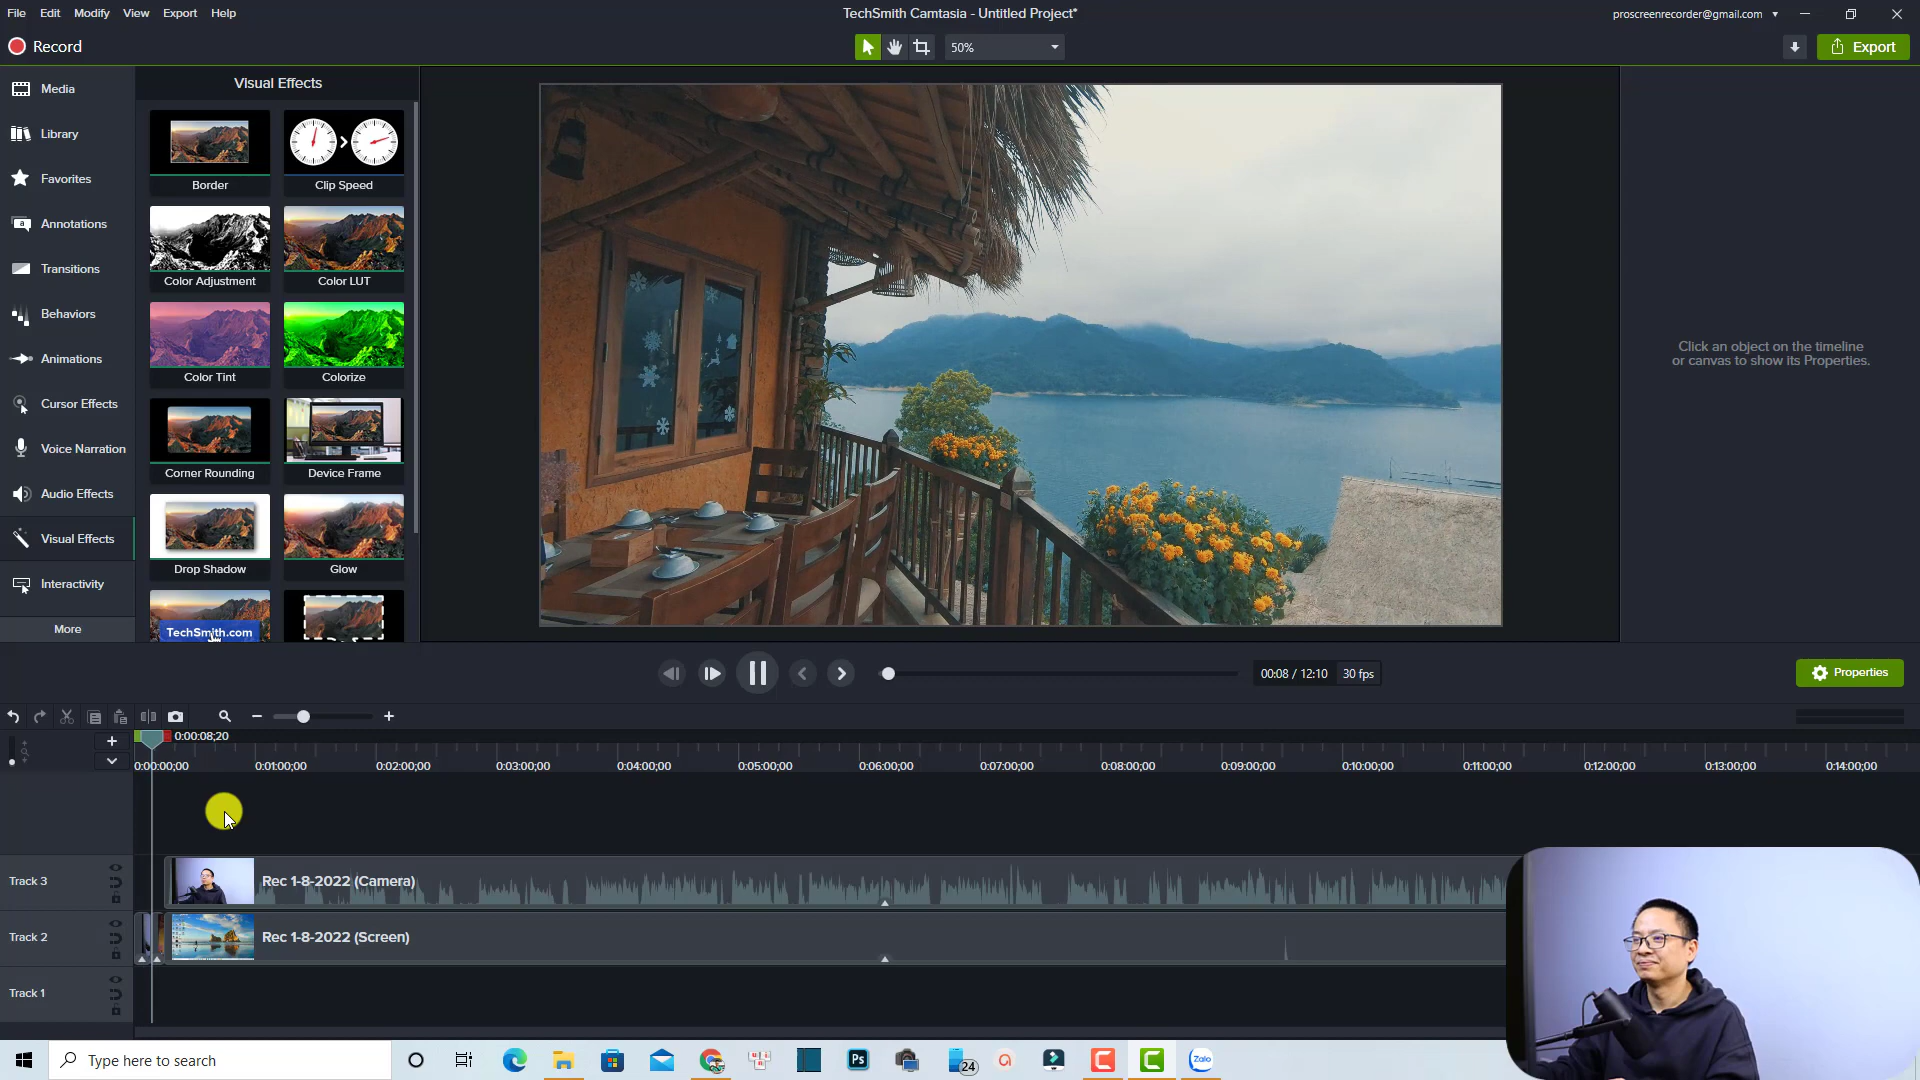 File Edit Modify View Export Help
TechSmith Camtasia - Untitled Project*
proscreenrecorder@gmail.com
Record
50%
Export
Media
Library
Favorites
Annotations
Transitions
Behaviors
Animations
Cursor Effects
Voice Narration
Audio Effects
Visual Effects
Interactivity
More
Visual Effects
Border
Clip Speed
Color Adjustment
Color LUT
Color Tint
Colorize
Corner Rounding
Device Frame
Drop Shadow
Glow
TechSmith.com
Click an object on the timeline
or canvas to show its Properties.
00:08 / 12:10 30 fps
Properties
0:00:08;20
0:00:00;00 0:01:00;00 0:02:00;00 0:03:00;00 0:04:00;00 0:05:00;00 0:06:00;00 0:07:00;00 0:08:00;00 0:09:00;00 0:10:00;00 0:11:00;00 0:12:00;00 0:13:00;00 0:14:00;00
Track 3
Rec 1-8-2022 (Camera)
Track 2
Rec 1-8-2022 (Screen)
Track 1
Type here to search
Ps
24
Zalo